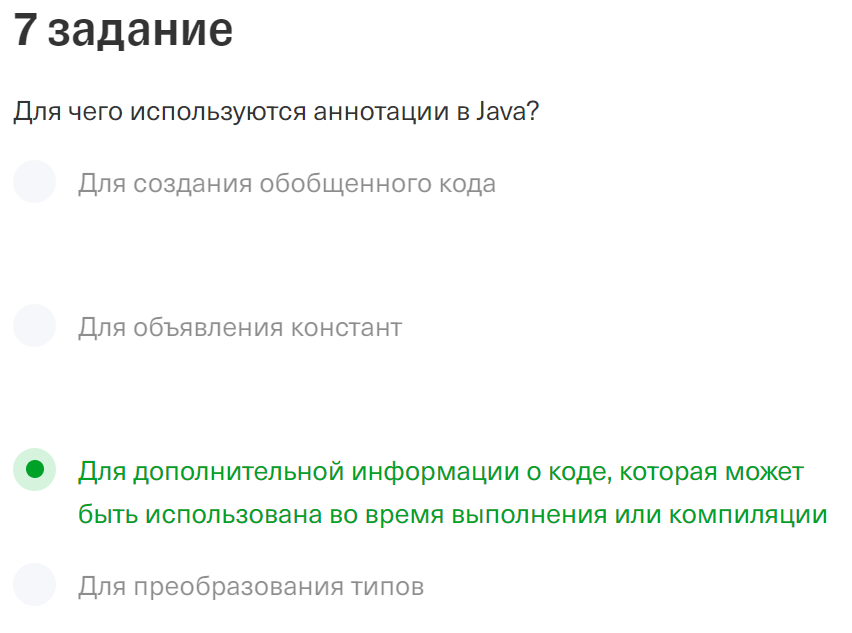 7 задание
Для чего используются аннотации в Java?
Для создания обобщенного кода
Для объявления констант
Для дополнительной информации о коде, которая может
быть использована во время выполнения или компиляции
Для преобразования типов